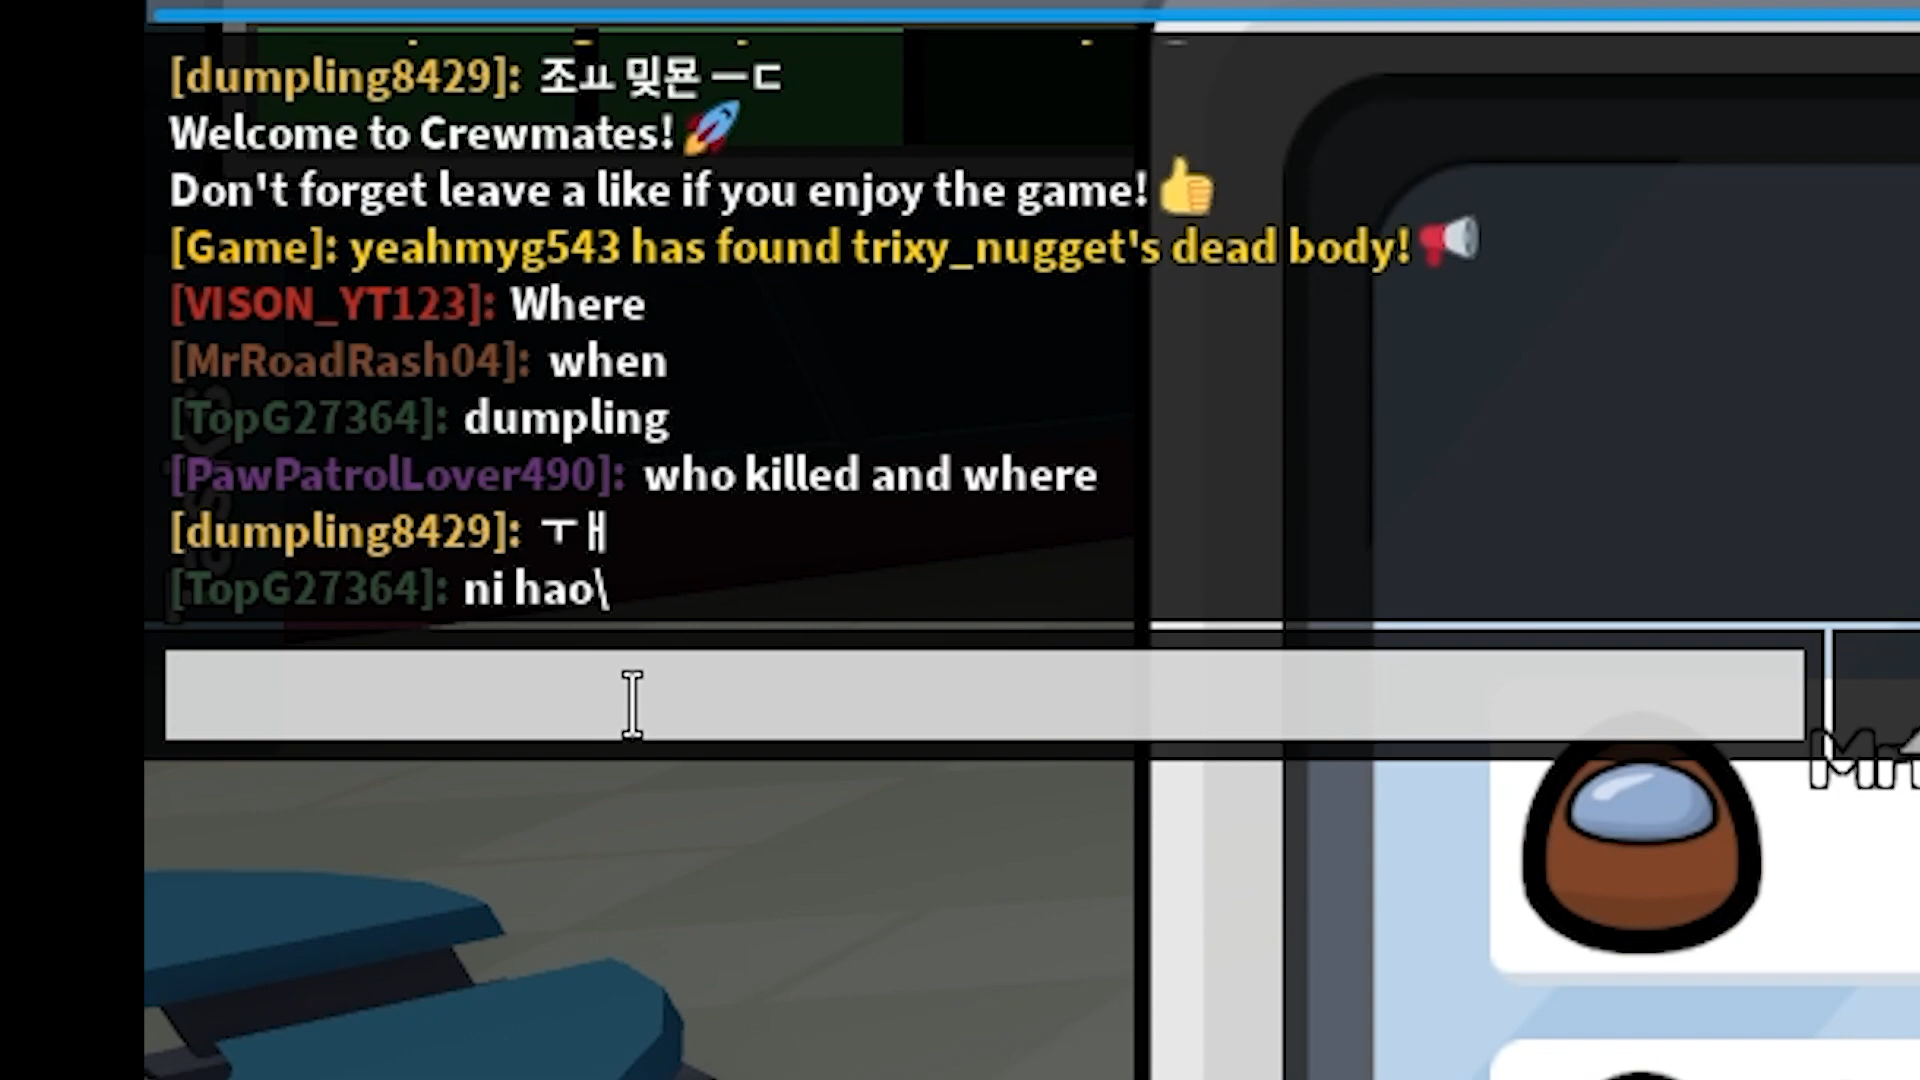 [dumpling8429]: 조ㅛ 밎묜 ㅡㄷ
Welcome to Crewmates!🚀
Don't forget leave a like if you enjoy the game!👍
[Game]: yeahmyg543 has found trixy_nugget's dead body!📢
[VISON_YT123]: Where
[MrRoadRash04]: when
[TopG27364]: dumpling
[PawPatrolLover490]: who killed and where
[dumpling8429]: ㅜㅐ
[TopG27364]: ni hao\